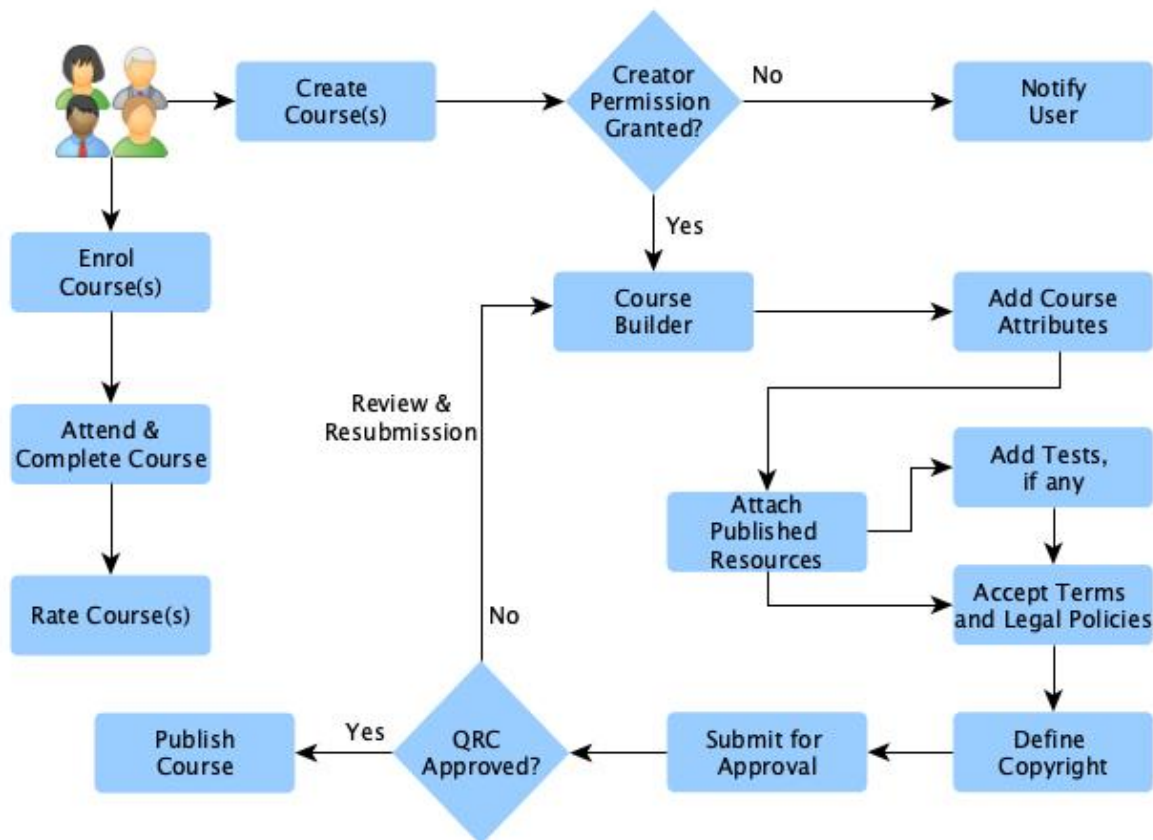 Create
Course(s)
Creator
Permission
Granted?
No
Notify
User
Yes
Enrol
Course(s)
Course
Builder
Add Course
Attributes
Review &
Resubmission
Attend &
Complete Course
Add Tests,
if any
Attach
Published
Resources
Accept Terms
and Legal Policies
Rate Course(s)
No
Publish
Course
Yes
QRC
Approved?
Submit for
Approval
Define
Copyright